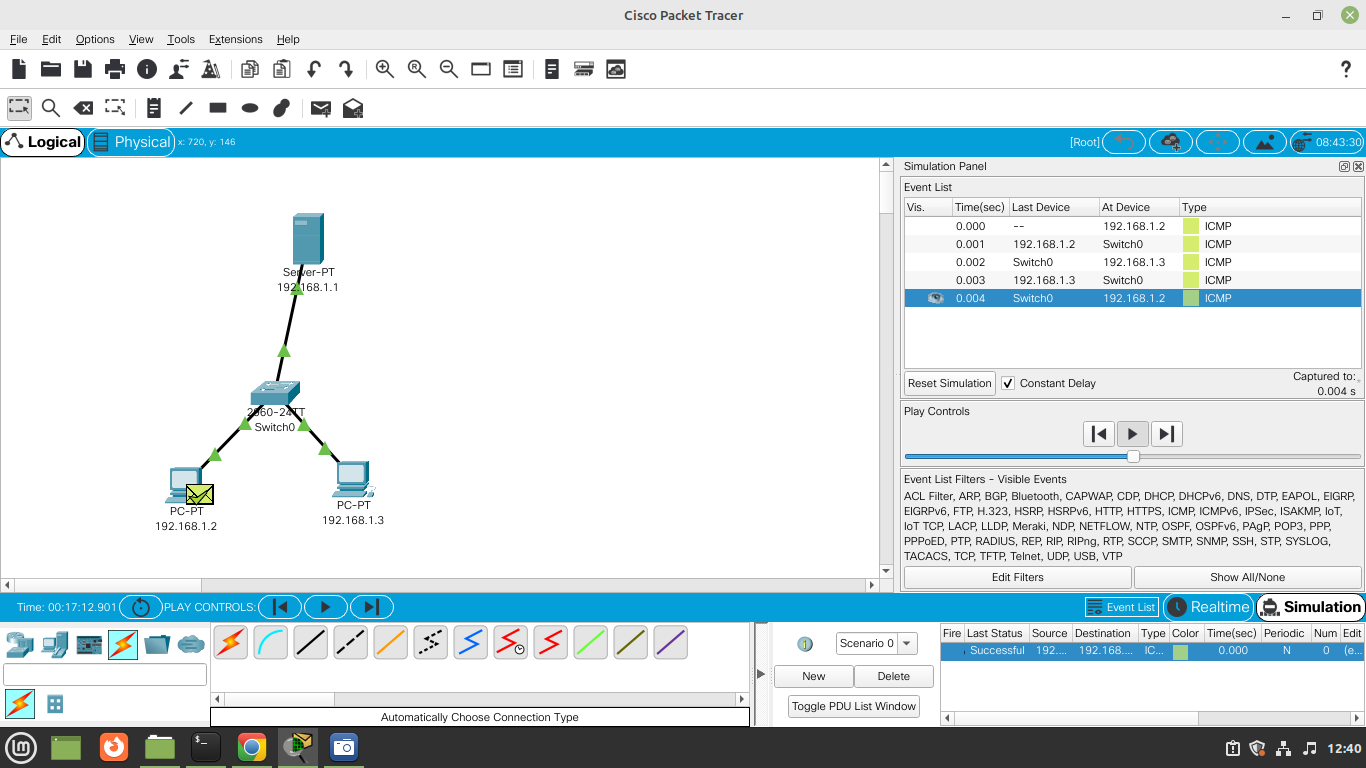 Cisco Packet Tracer
File Edit Options View Tools Extensions Help
Logical Physical x: 720, y: 146 [Root] 08:43:30
Simulation Panel
Event List
Vis. Time(sec) Last Device At Device Type
0.000 -- 192.168.1.2 ICMP
0.001 192.168.1.2 Switch0 ICMP
0.002 Switch0 192.168.1.3 ICMP
0.003 192.168.1.3 Switch0 ICMP
0.004 Switch0 192.168.1.2 ICMP
Reset Simulation Constant Delay Captured to:
0.004 s
Play Controls
Event List Filters - Visible Events
ACL Filter, ARP, BGP, Bluetooth, CAPWAP, CDP, DHCP, DHCPv6, DNS, DTP, EAPOL, EIGRP,
EIGRPv6, FTP, H.323, HSRP, HSRPv6, HTTP, HTTPS, ICMP, ICMPv6, IPSec, ISAKMP, IoT,
IoT TCP, LACP, LLDP, Meraki, NDP, NETFLOW, NTP, OSPF, OSPFv6, PAgP, POP3, PPP,
PPPoED, PTP, RADIUS, REP, RIP, RIPng, RTP, SCCP, SMTP, SNMP, SSH, STP, SYSLOG,
TACACS, TCP, TFTP, Telnet, UDP, USB, VTP
Edit Filters Show All/None
Server-PT
192.168.1.1
2960-24TT
Switch0
PC-PT
192.168.1.2
PC-PT
192.168.1.3
Time: 00:17:12.901 PLAY CONTROLS: Event List Realtime Simulation
Automatically Choose Connection Type
1 Scenario 0
New Delete
Toggle PDU List Window
Fire Last Status Source Destination Type Color Time(sec) Periodic Num Edit
Successful 192.... 192.168.... IC... 0.000 N 0 (e...
12:40